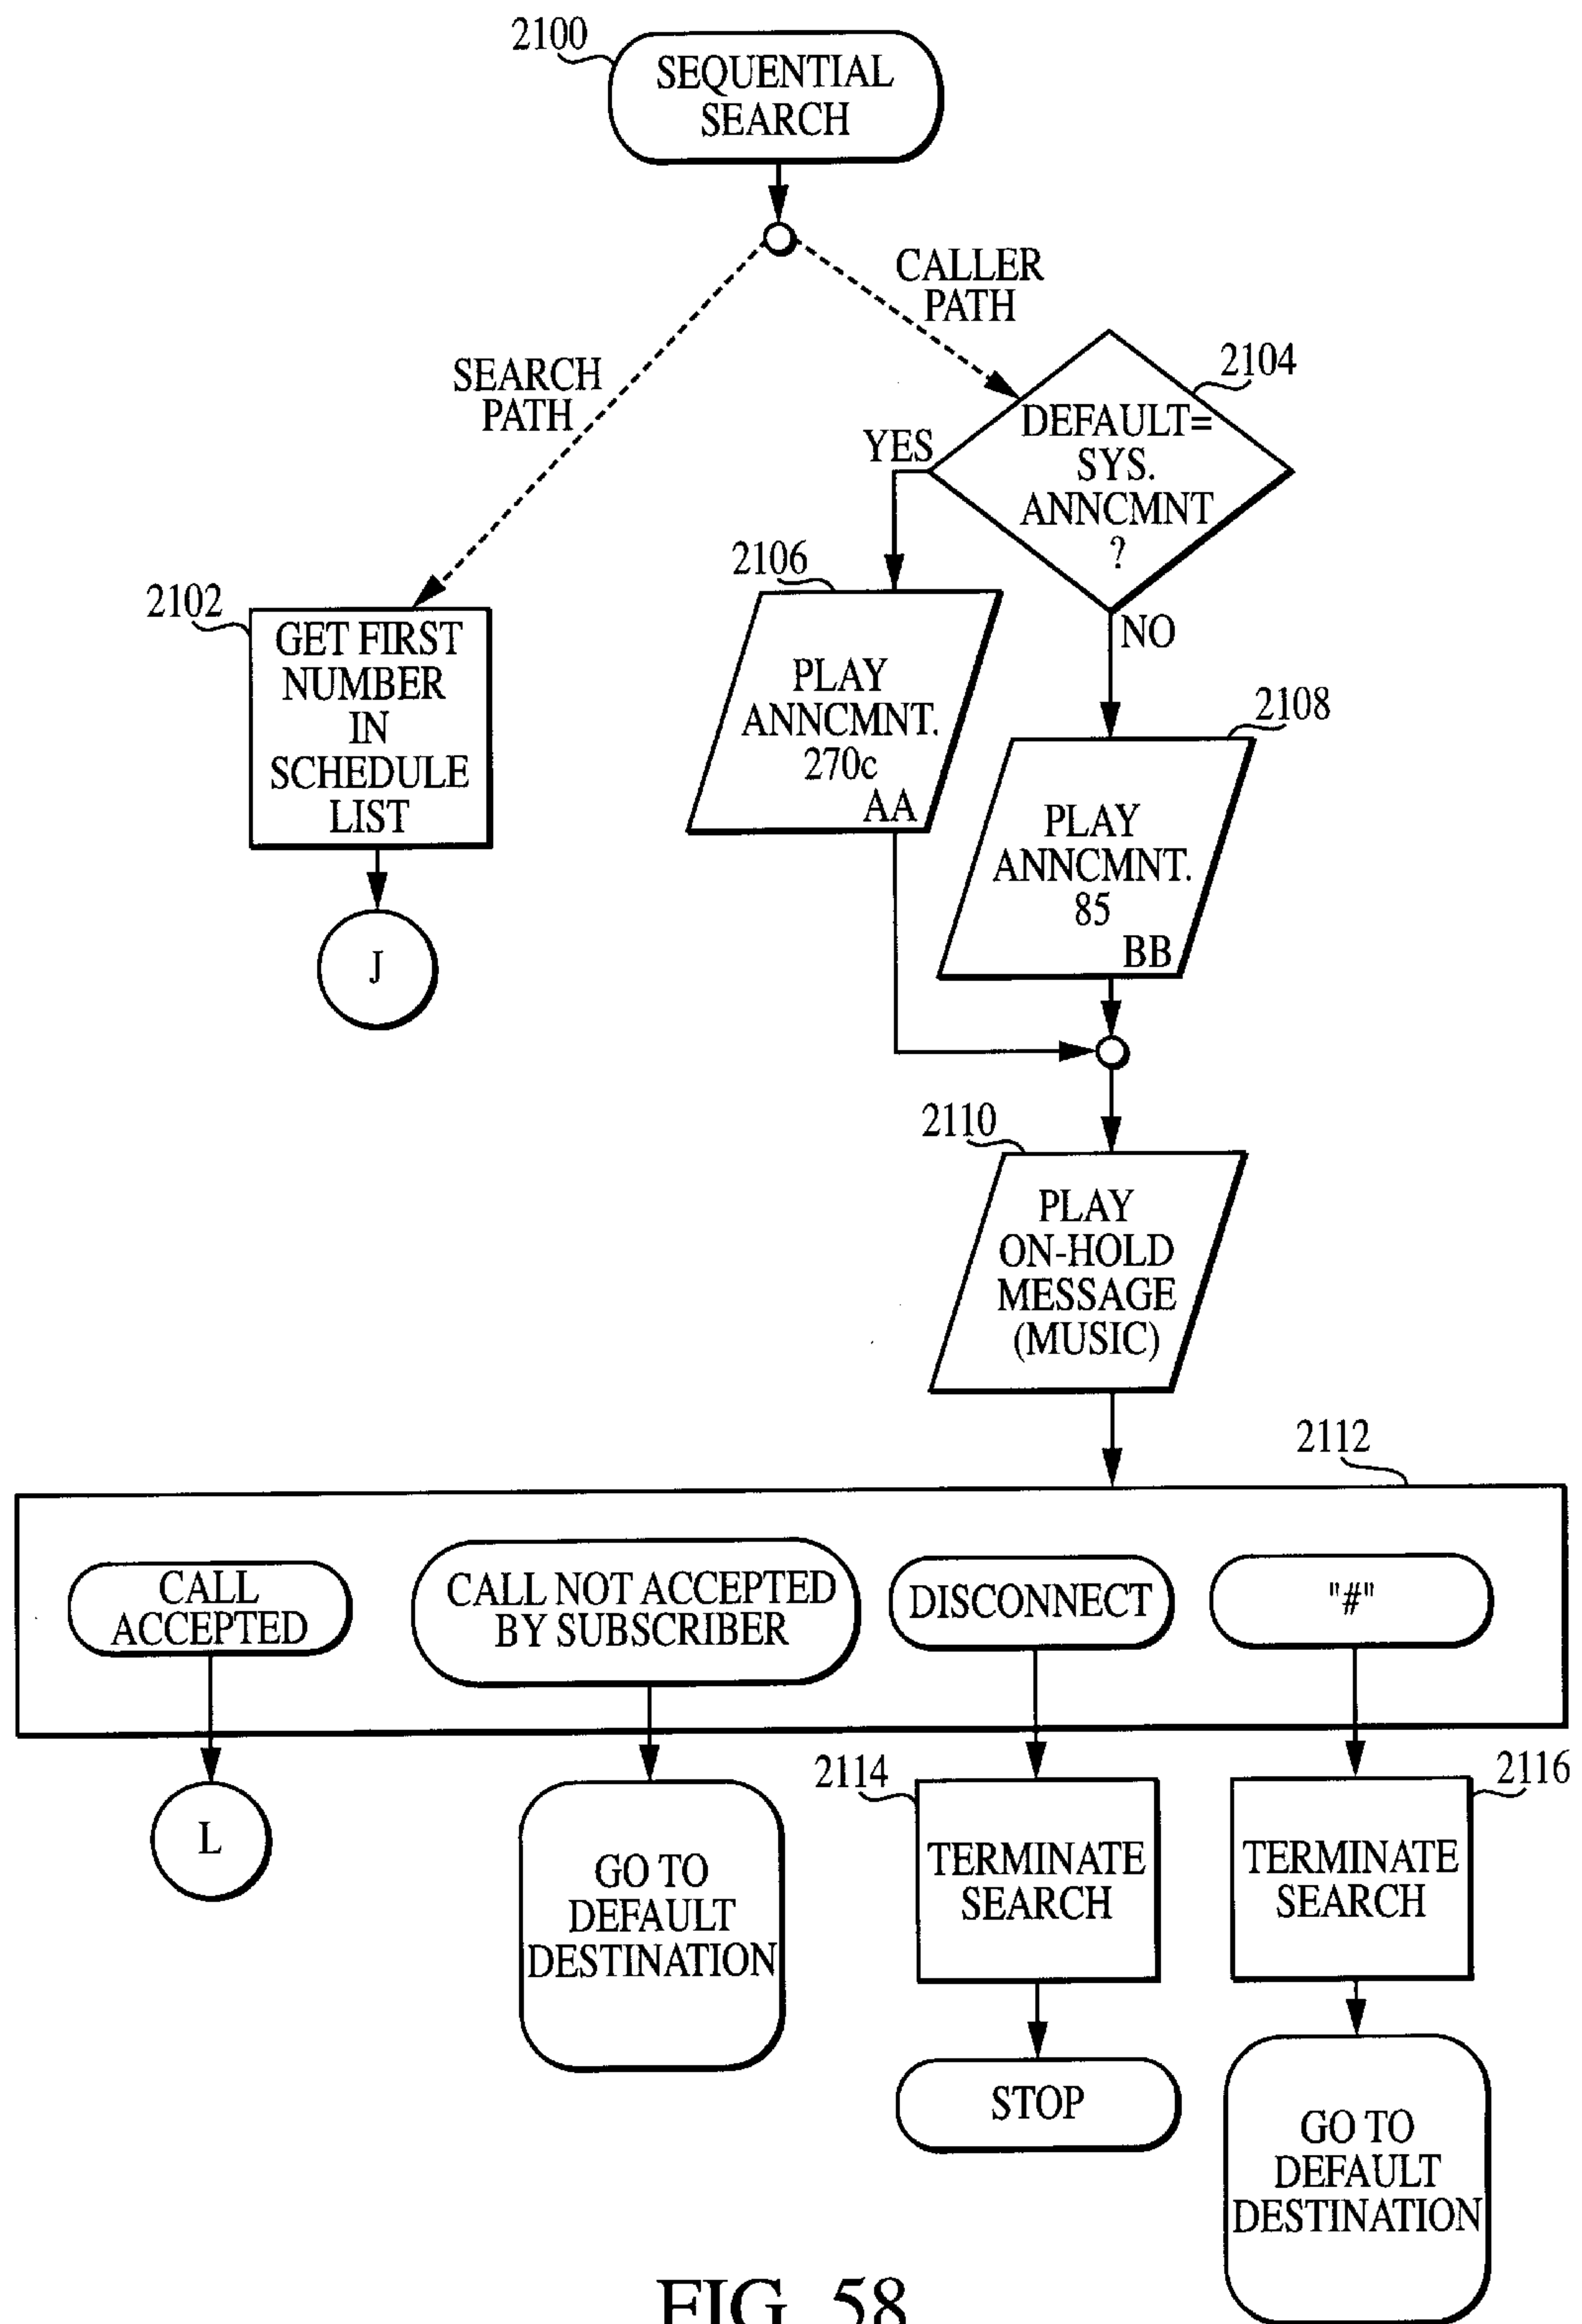 2100
SEQUENTIAL
SEARCH
CALLER
PATH
SEARCH
PATH
2104
DEFAULT=
SYS.
ANNCMNT
?
YES
NO
2102
GET FIRST
NUMBER
IN
SCHEDULE
LIST
J
2106
PLAY
ANNCMNT.
270c
AA
2108
PLAY
ANNCMNT.
85
BB
2110
PLAY
ON-HOLD
MESSAGE
(MUSIC)
2112
CALL
ACCEPTED
CALL NOT ACCEPTED
BY SUBSCRIBER
DISCONNECT
"#"
L
GO TO
DEFAULT
DESTINATION
2114
TERMINATE
SEARCH
STOP
2116
TERMINATE
SEARCH
GO TO
DEFAULT
DESTINATION
FIG. 58